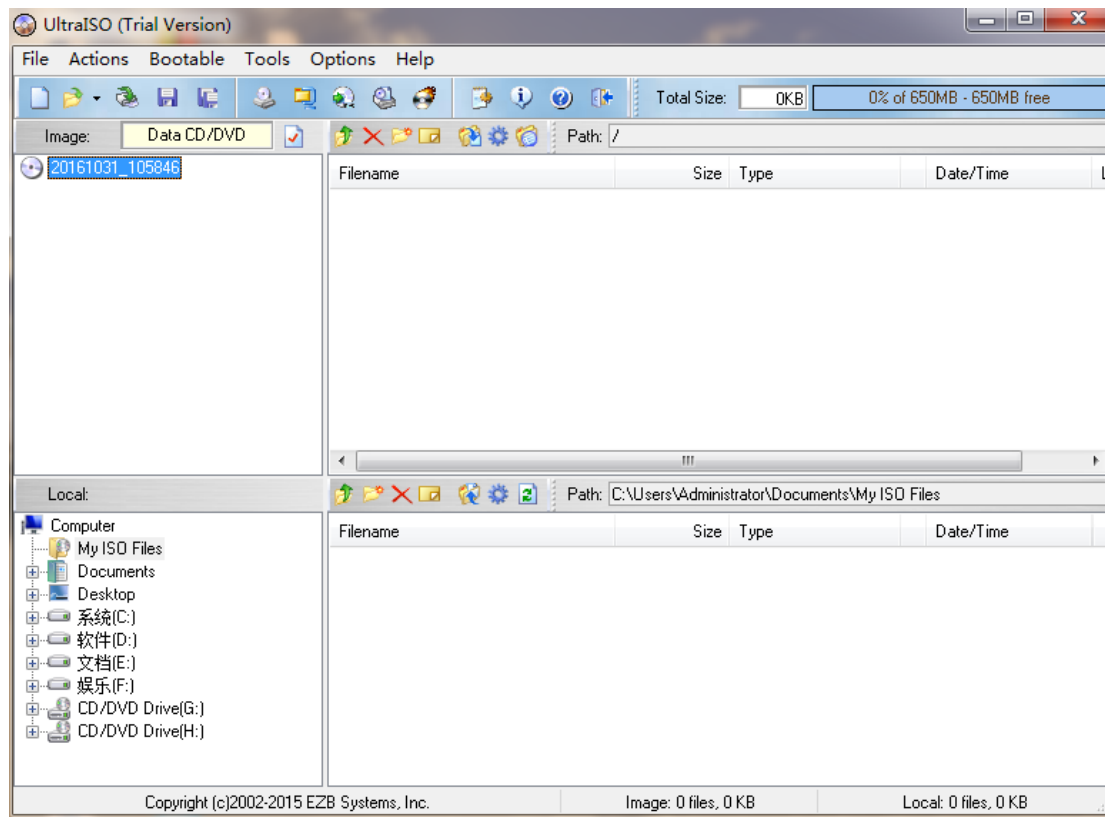 UltraISO (Trial Version)
File Actions Bootable Tools Options Help
Total Size: 0KB 0% of 650MB - 650MB free
Image: Data CD/DVD Path: /
20161031_105846
Filename Size Type Date/Time L
Local: Path: C:\Users\Administrator\Documents\My ISO Files
Computer
Filename Size Type Date/Time
My ISO Files
Documents
Desktop
系统(C:)
软件(D:)
文档(E:)
娱乐(F:)
CD/DVD Drive(G:)
CD/DVD Drive(H:)
Copyright (c)2002-2015 EZB Systems, Inc. Image: 0 files, 0 KB Local: 0 files, 0 KB